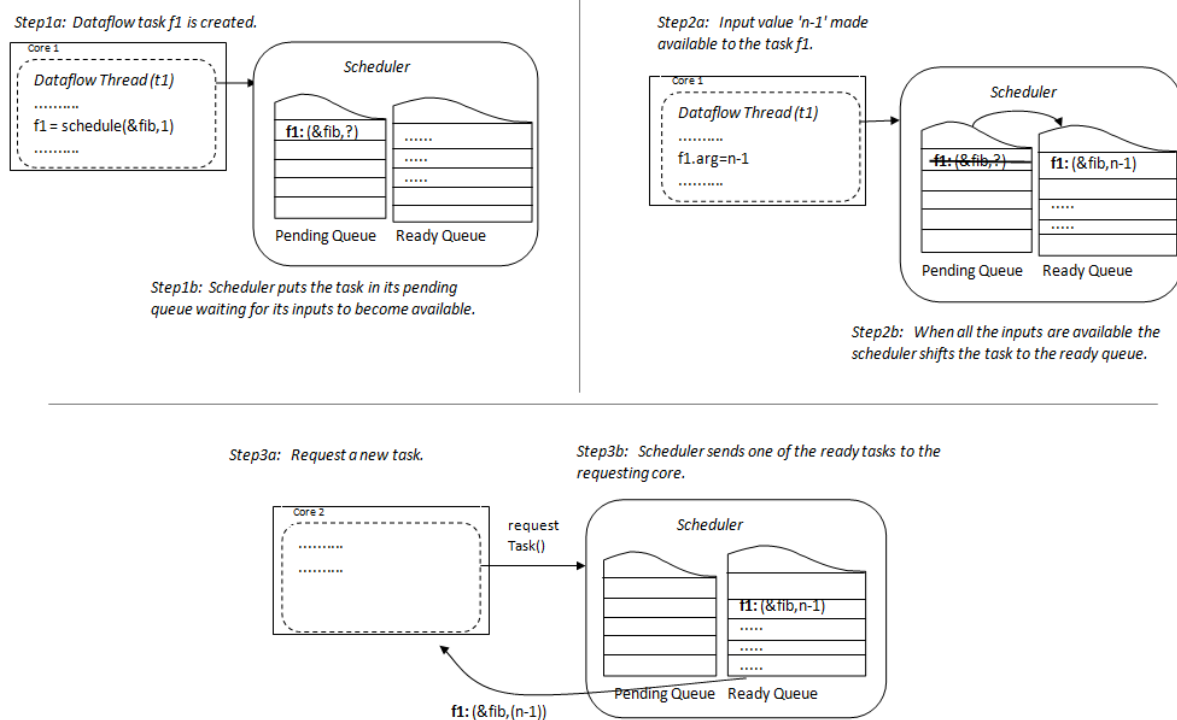 Step1a: Dataflow task f1 is created.
Core 1
Dataflow Thread (t1)
..........
f1 = schedule(&fib,1)
..........
Scheduler
f1: (&fib,?)
......
.....
.....
Pending Queue
Ready Queue
Step1b: Scheduler puts the task in its pending
queue waiting for its inputs to become available.
Step2a: Input value 'n-1' made
available to the task f1.
Core 1
Dataflow Thread (t1)
..........
f1.arg=n-1
..........
Scheduler
f1: (&fib,?)
f1: (&fib,n-1)
.....
.....
Pending Queue
Ready Queue
Step2b: When all the inputs are available the
scheduler shifts the task to the ready queue.
Step3a: Request a new task.
Core 2
..........
..........
request
Task()
Step3b: Scheduler sends one of the ready tasks to the
requesting core.
Scheduler
f1: (&fib,n-1)
.....
.....
.....
Pending Queue
Ready Queue
f1: (&fib,(n-1))